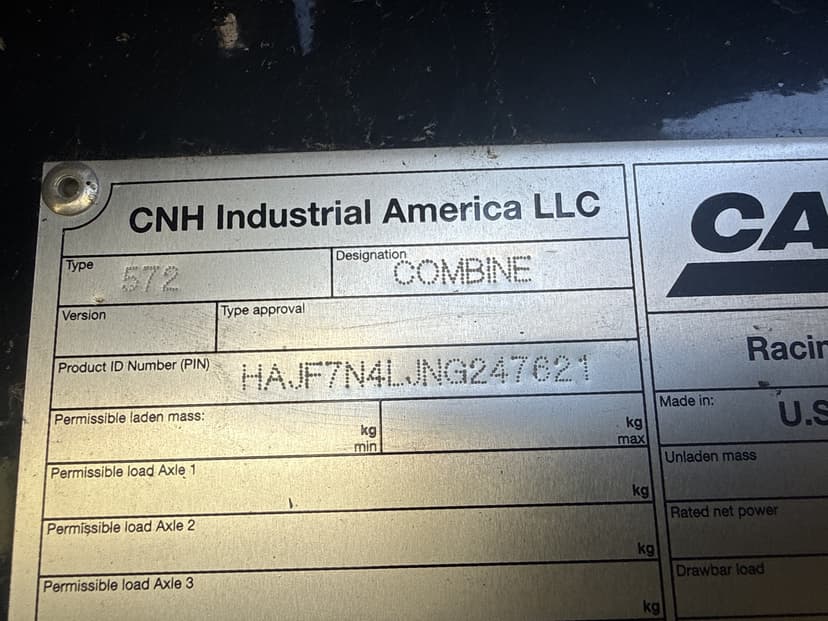 CNH Industrial America LLC
CA
Type 572
Designation COMBINE
Version
Type approval
Racin
Product ID Number (PIN) HAJF7N4LJNG247621
Made in: U.S
Permissible laden mass: kg min
kg max
Unladen mass
Permissible load Axle 1 kg
Rated net power
Permissible load Axle 2 kg
Drawbar load
Permissible load Axle 3 kg